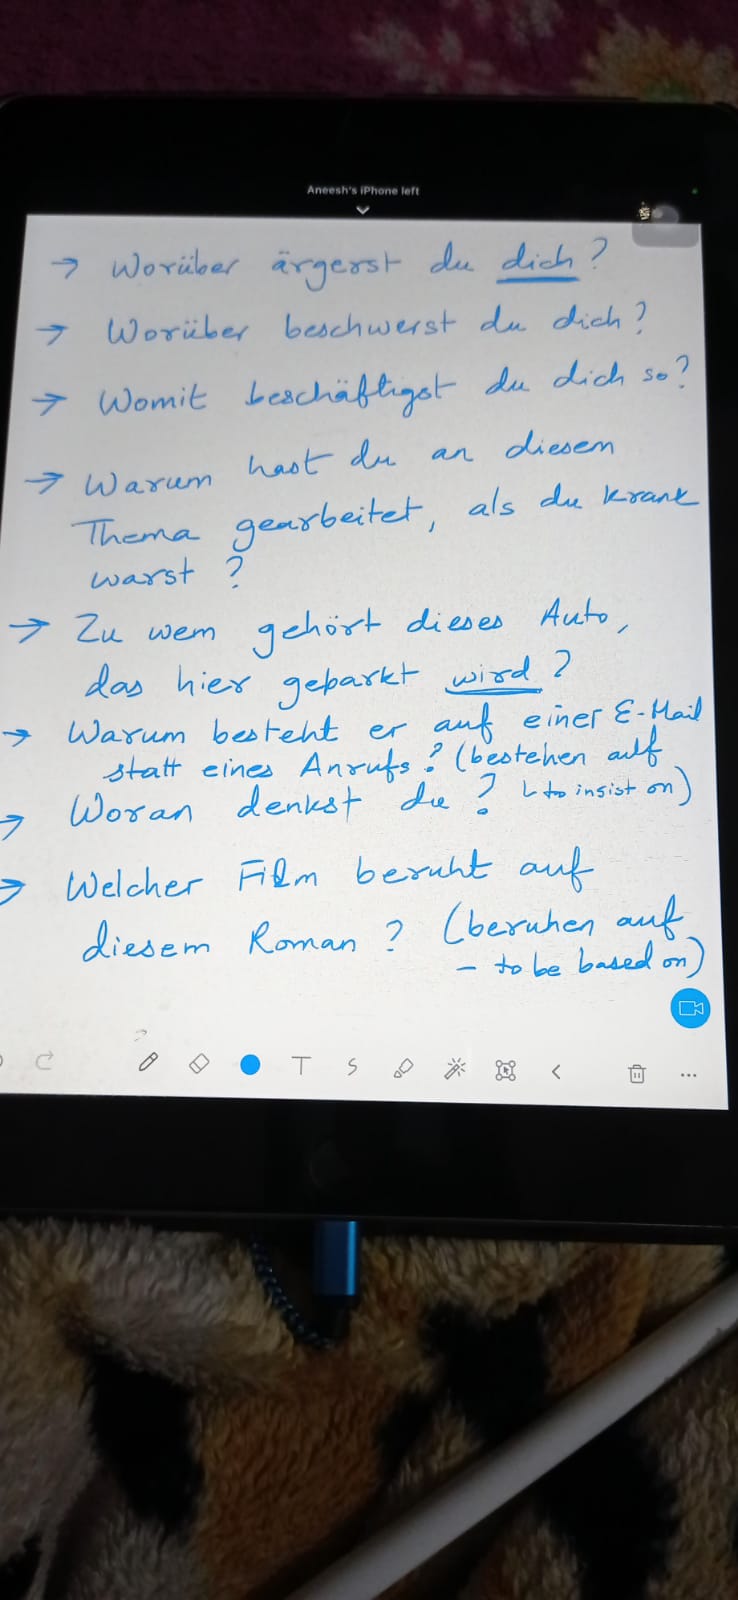 Aneesh's iPhone left
→ Worüber ärgerst du dich?
→ Worüber beschwerst du dich?
→ Womit beschäftigst du dich so?
→ Warum hast du an diesem
Thema gearbeitet, als du krank
warst ?
→ Zu wem gehört dieses Auto,
das hier geparkt wird ?
→ Warum besteht er auf einer E-Mail
statt eines Anrufs? (bestehen auf
→ Woran denkst du ? ↳ to insist on)
→ Welcher Film beruht auf
diesem Roman ? (beruhen auf
- to be based on)
T